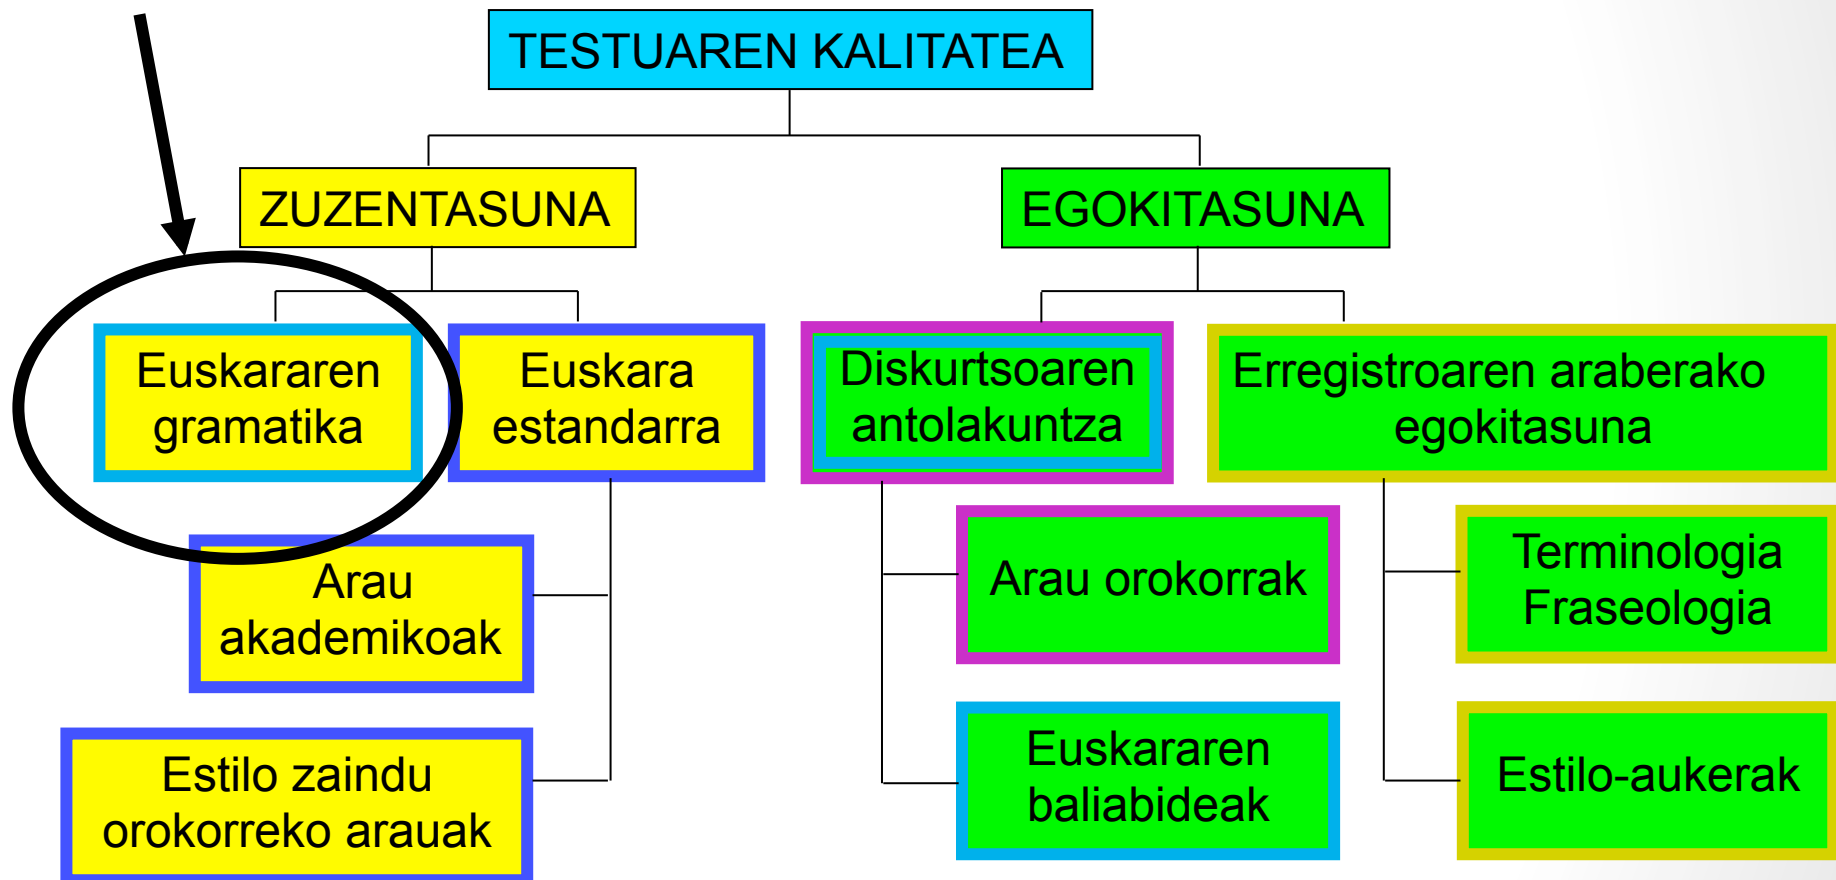 TESTUAREN KALITATEA
ZUZENTASUNA
EGOKITASUNA
Euskararen
gramatika
Euskara
estandarra
Diskurtsoaren
antolakuntza
Erregistroaren araberako
egokitasuna
Arau
akademikoak
Arau orokorrak
Terminologia
Fraseologia
Estilo zaindu
orokorreko arauak
Euskararen
baliabideak
Estilo-aukerak